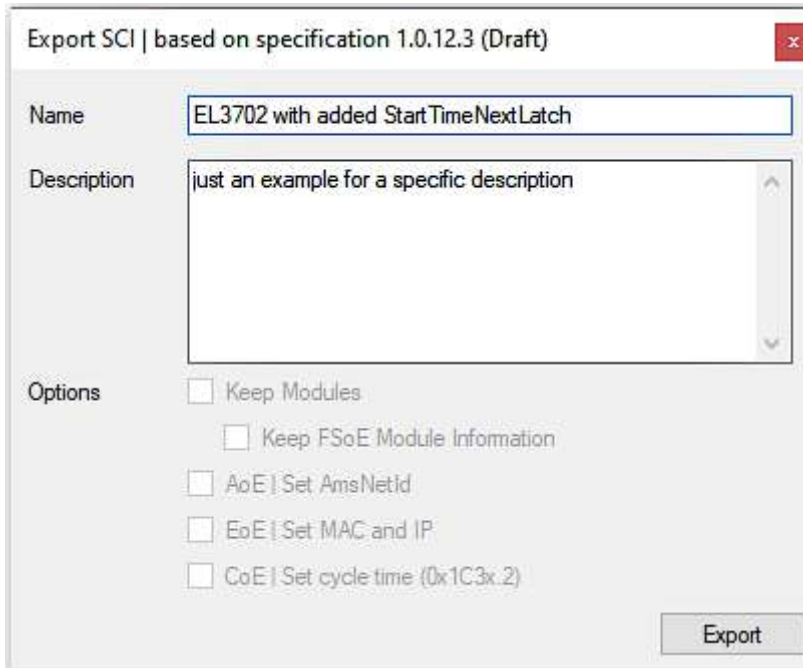 Export SCI | based on specification 1.0.12.3 (Draft)
x
Name
EL3702 with added StartTimeNextLatch
Description
just an example for a specific description
Options
Keep Modules
Keep FSoE Module Information
AoE | Set AmsNetId
EoE | Set MAC and IP
CoE | Set cycle time (0x1C3x.2)
Export